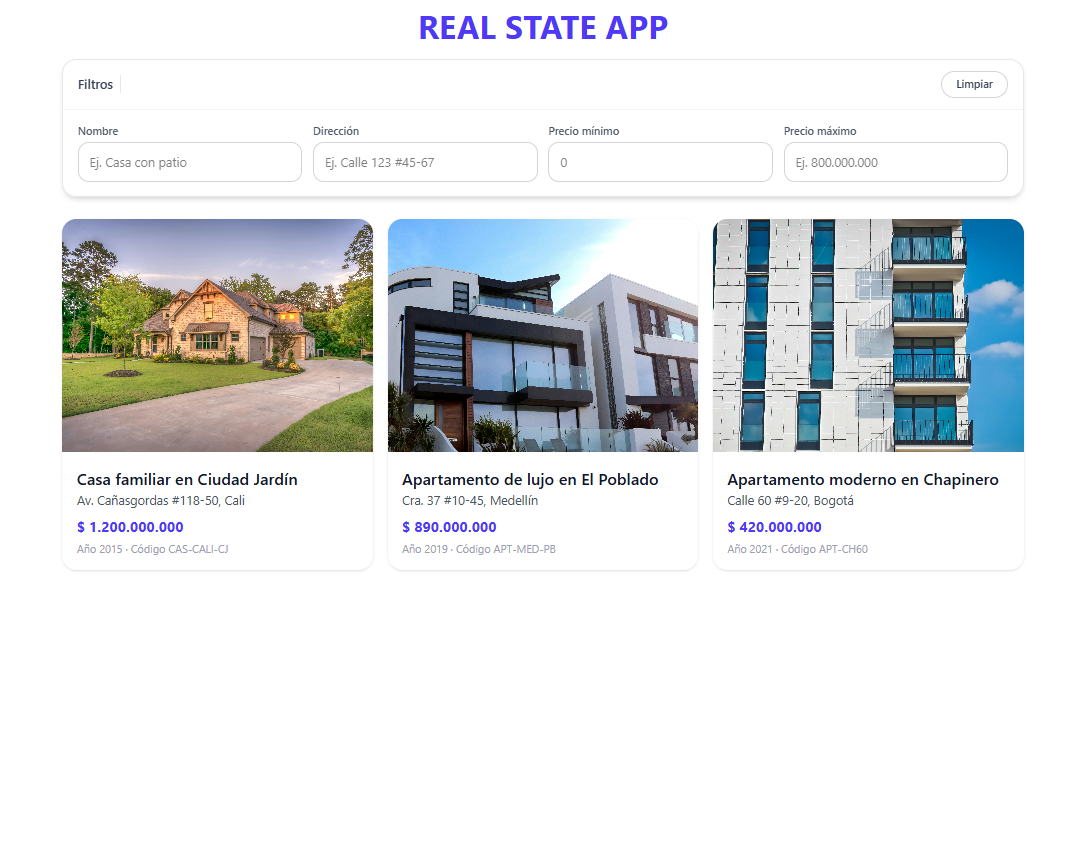 REAL STATE APP
Filtros
Limpiar
Nombre
Dirección
Precio mínimo
Precio máximo
Ej. Casa con patio
Ej. Calle 123 #45-67
0
Ej. 800.000.000
Casa familiar en Ciudad Jardín
Av. Cañasgordas #118-50, Cali
$ 1.200.000.000
Año 2015 · Código CAS-CALI-CJ
Apartamento de lujo en El Poblado
Cra. 37 #10-45, Medellín
$ 890.000.000
Año 2019 · Código APT-MED-PB
Apartamento moderno en Chapinero
Calle 60 #9-20, Bogotá
$ 420.000.000
Año 2021 · Código APT-CH60